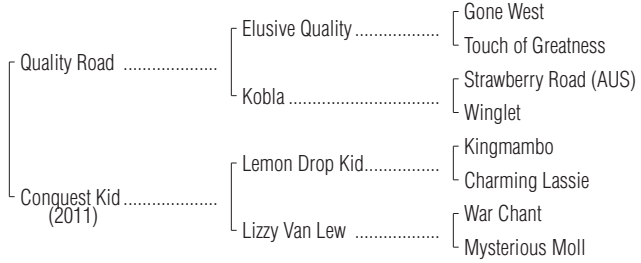 Gone West
Elusive Quality ..................
Touch of Greatness
Quality Road ....................
Strawberry Road (AUS)
Kobla ................................
Winglet
Kingmambo
Lemon Drop Kid................
Charming Lassie
Conquest Kid ....................
(2011)
War Chant
Lizzy Van Lew ..................
Mysterious Moll